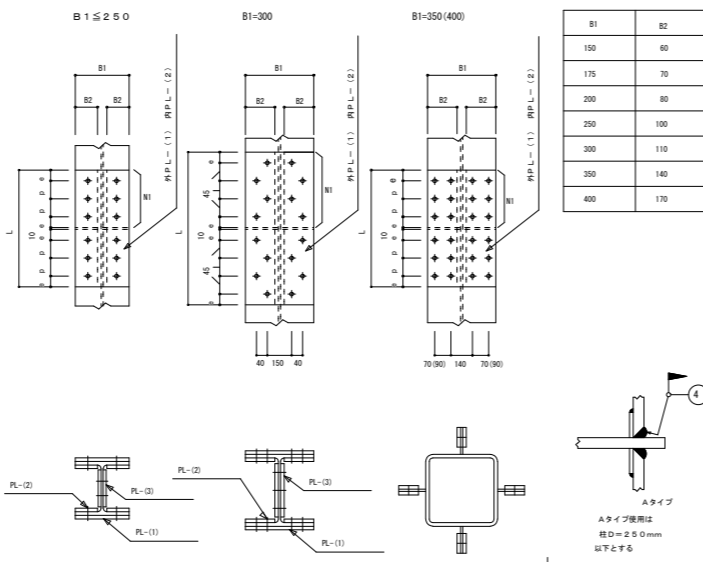 B1≦250
B1=300
B1=350(400)
B1 B2
150 60
175 70
200 80
250 100
300 110
350 140
400 170
B1
B2 B2
外PL-(1) 内PL-(2)
N1
L
e
p
p
e
10
e
p
p
e
B1
B2 B2
外PL-(1) 内PL-(2)
N1
L
e
45
e
10
e
45
e
40 150 40
B1
B2 B2
外PL-(1) 内PL-(2)
N1
L
e
p
p
e
10
e
p
p
e
70(90) 140 70(90)
PL-(2)
PL-(3)
PL-(1)
PL-(2)
PL-(3)
PL-(1)
4
Aタイプ
Aタイプ使用は
柱D=250mm
以下とする